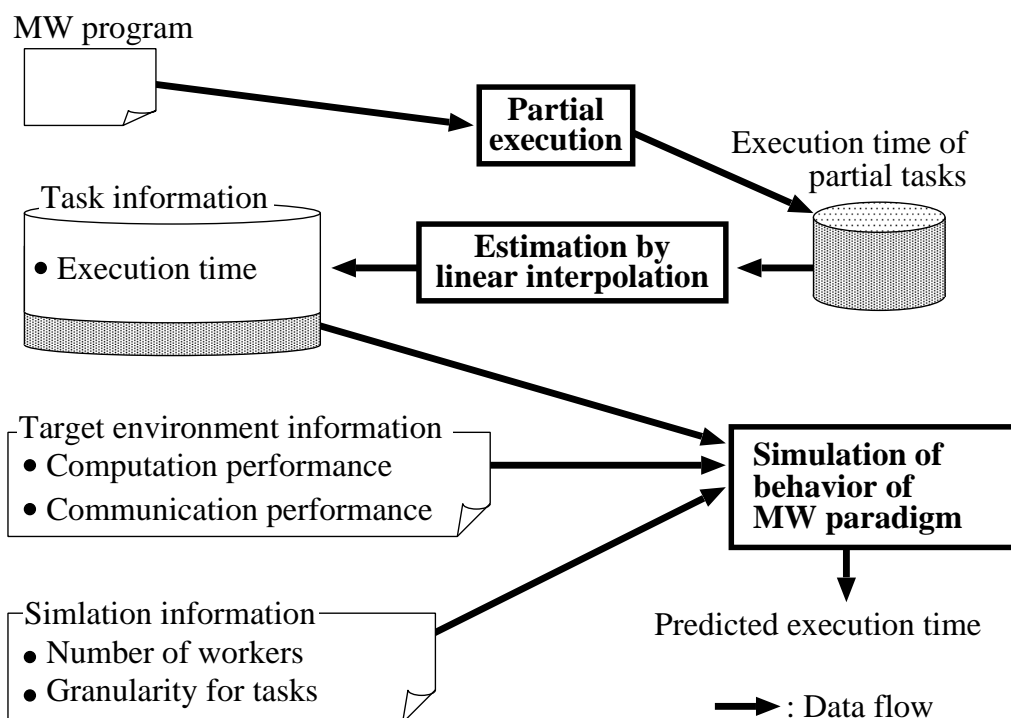 MW program
Partial
execution
Execution time of
partial tasks
Task information
• Execution time
Estimation by
linear interpolation
Target environment information
• Computation performance
• Communication performance
Simulation of
behavior of
MW paradigm
Simlation information
• Number of workers
• Granularity for tasks
Predicted execution time
: Data flow